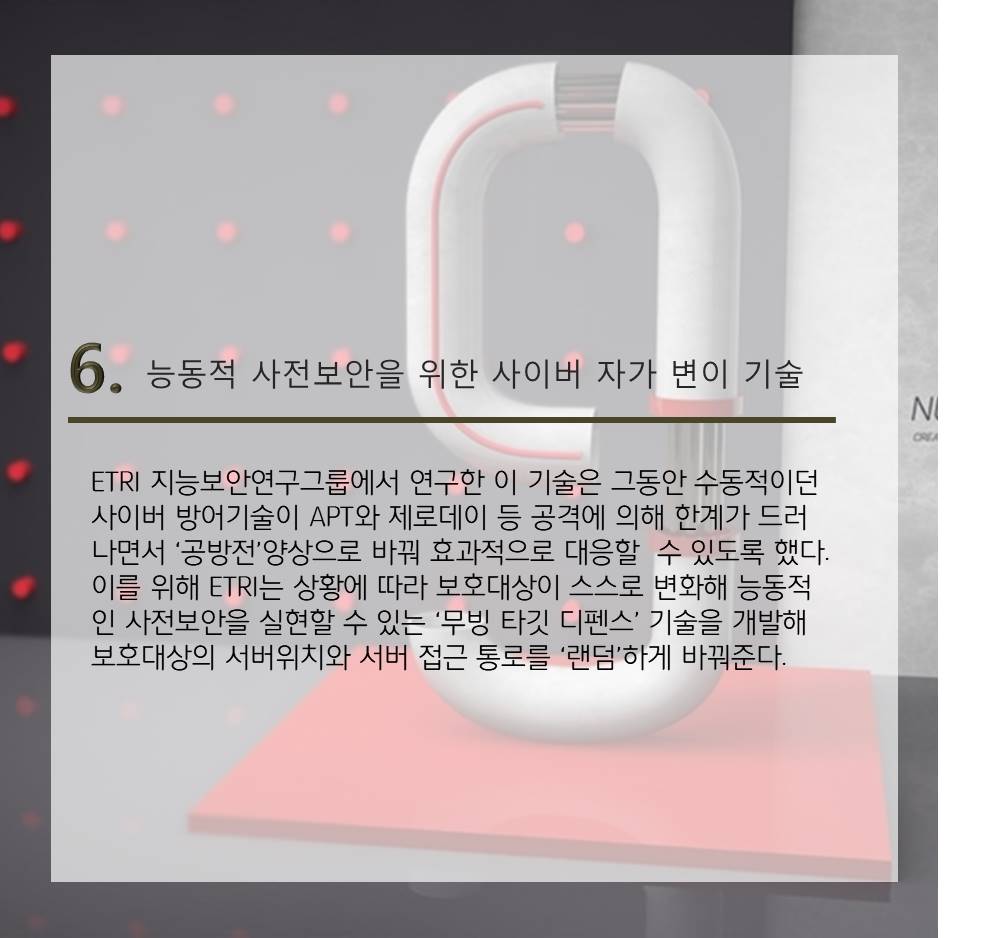 6. 능동적 사전보안을 위한 사이버 자가 변이 기술
ETRI 지능보안연구그룹에서 연구한 이 기술은 그동안 수동적이던
사이버 방어기술이 APT와 제로데이 등 공격에 의해 한계가 드러
나면서 ‘공방전’양상으로 바꿔 효과적으로 대응할 수 있도록 했다.
이를 위해 ETRI는 상황에 따라 보호대상이 스스로 변화해 능동적
인 사전보안을 실현할 수 있는 ‘무빙 타깃 디펜스’ 기술을 개발해
보호대상의 서버위치와 서버 접근 통로를 ‘랜덤’하게 바꿔준다.